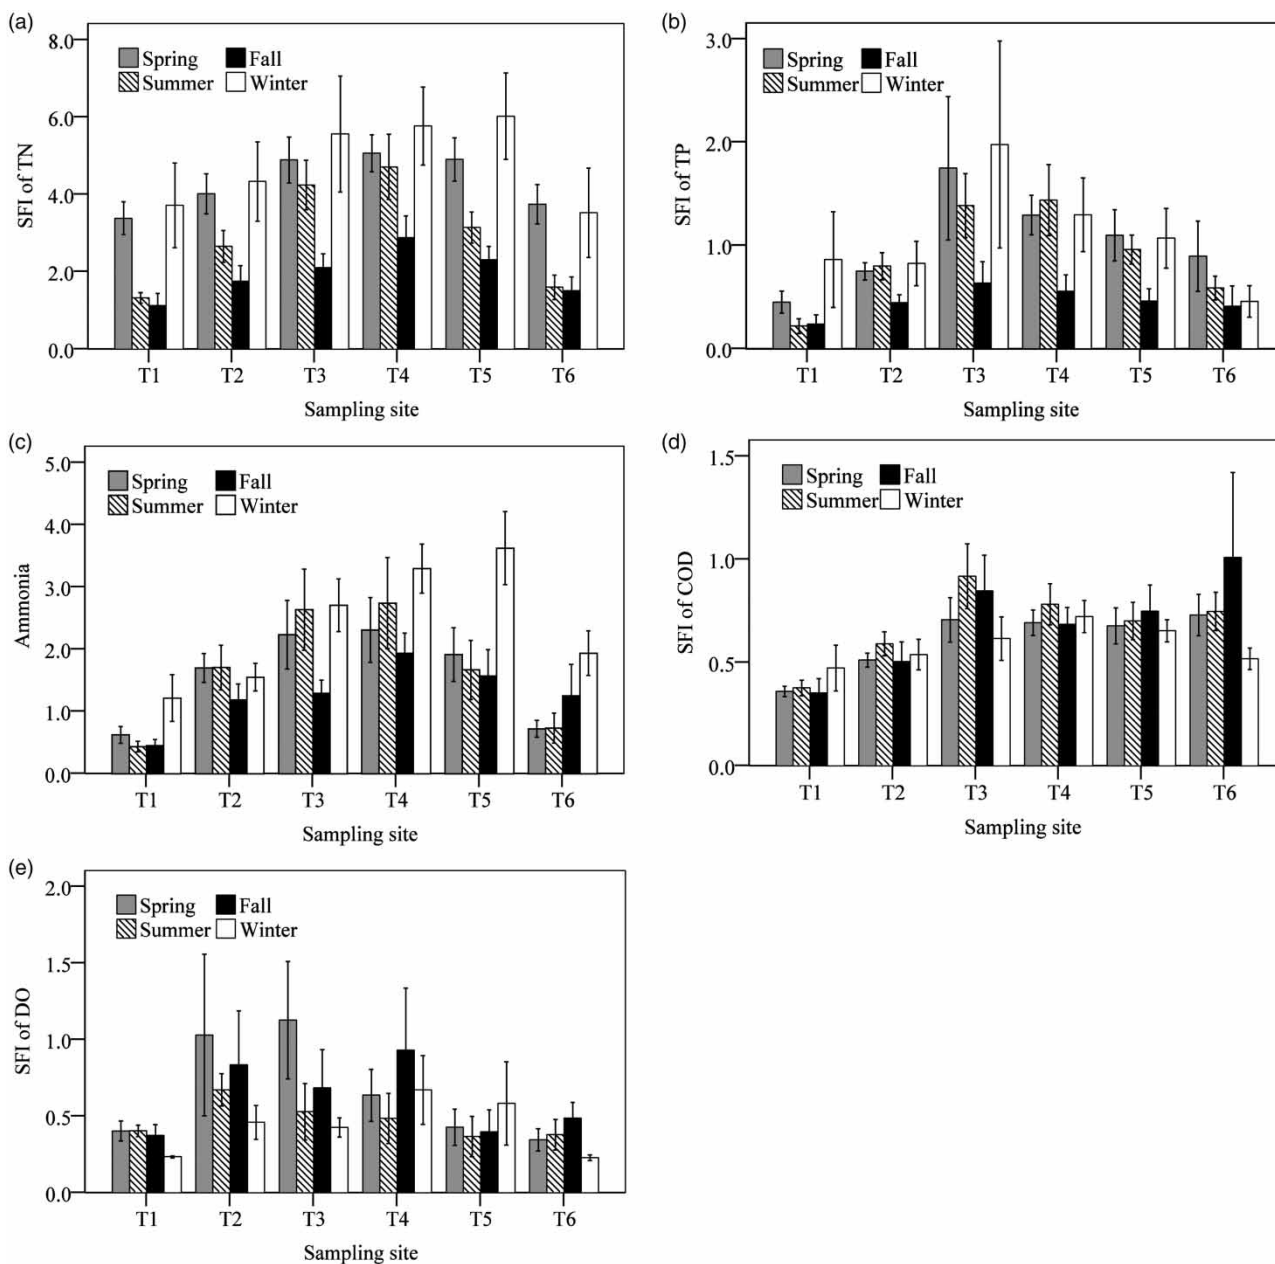 (a)
8.0
Spring Fall
Summer Winter
6.0
SFI of TN
4.0
2.0
0.0
T1 T2 T3 T4 T5 T6
Sampling site
(b)
3.0
Spring Fall
Summer Winter
2.0
SFI of TP
1.0
0.0
T1 T2 T3 T4 T5 T6
Sampling site
(c)
5.0
Spring Fall
Summer Winter
4.0
3.0
Ammonia
2.0
1.0
0.0
T1 T2 T3 T4 T5 T6
Sampling site
(d)
1.5
Spring Fall
Summer Winter
1.0
SFI of COD
0.5
0.0
T1 T2 T3 T4 T5 T6
Sampling site
(e)
2.0
Spring Fall
Summer Winter
1.5
SFI of DO
1.0
0.5
0.0
T1 T2 T3 T4 T5 T6
Sampling site